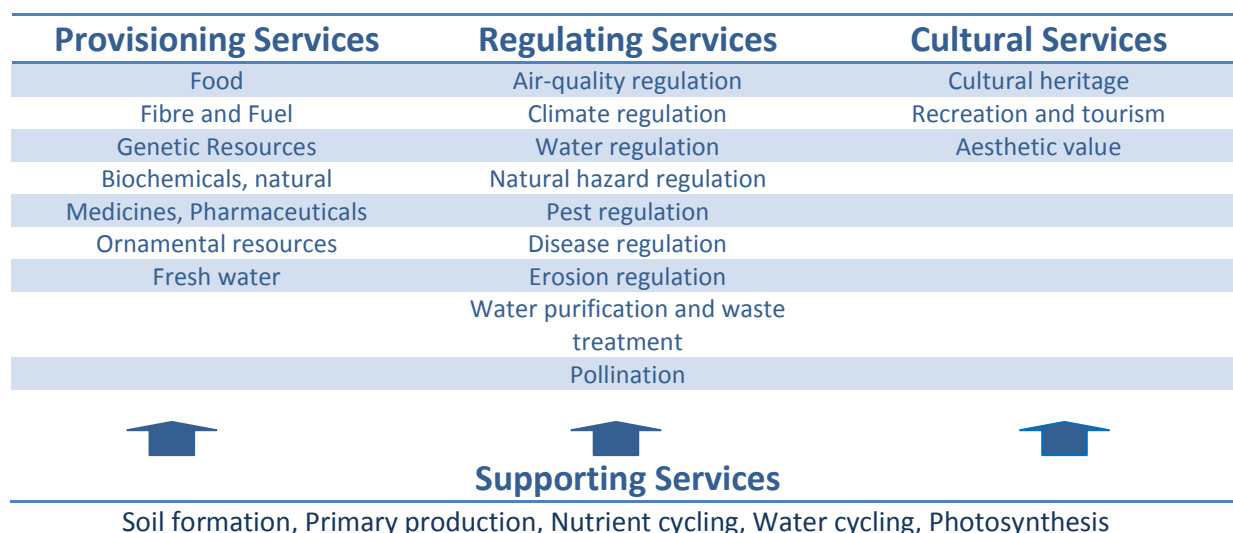 Provisioning Services Regulating Services Cultural Services
Food Air-quality regulation Cultural heritage
Fibre and Fuel Climate regulation Recreation and tourism
Genetic Resources Water regulation Aesthetic value
Biochemicals, natural Natural hazard regulation
Medicines, Pharmaceuticals Pest regulation
Ornamental resources Disease regulation
Fresh water Erosion regulation
Water purification and waste
treatment
Pollination
Supporting Services
Soil formation, Primary production, Nutrient cycling, Water cycling, Photosynthesis